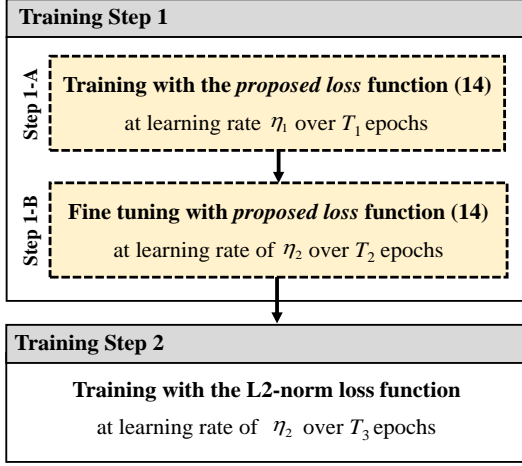 Training Step 1
Step 1-A
Training with the proposed loss function (14)
at learning rate η₁ over T₁ epochs
Step 1-B
Fine tuning with proposed loss function (14)
at learning rate of η₂ over T₂ epochs
Training Step 2
Training with the L2-norm loss function
at learning rate of η₂ over T₃ epochs